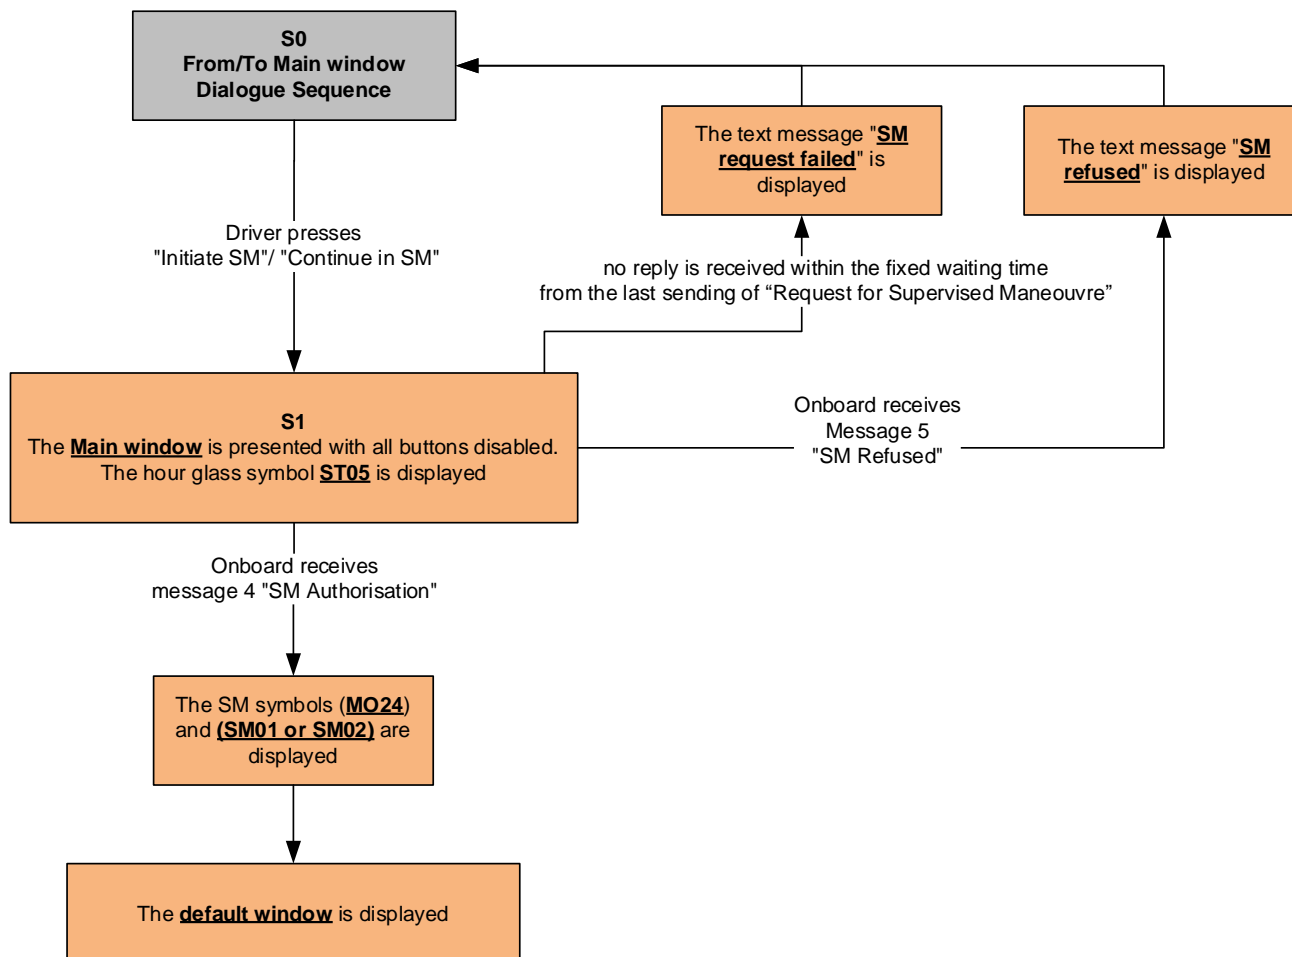 S0
From/To Main window
Dialogue Sequence
The text message "SM
request failed" is
displayed
The text message "SM
refused" is displayed
Driver presses
"Initiate SM"/ "Continue in SM"
no reply is received within the fixed waiting time
from the last sending of “Request for Supervised Maneouvre”
S1
The Main window is presented with all buttons disabled.
The hour glass symbol ST05 is displayed
Onboard receives
Message 5
"SM Refused"
Onboard receives
message 4 "SM Authorisation"
The SM symbols (MO24)
and (SM01 or SM02) are
displayed
The default window is displayed